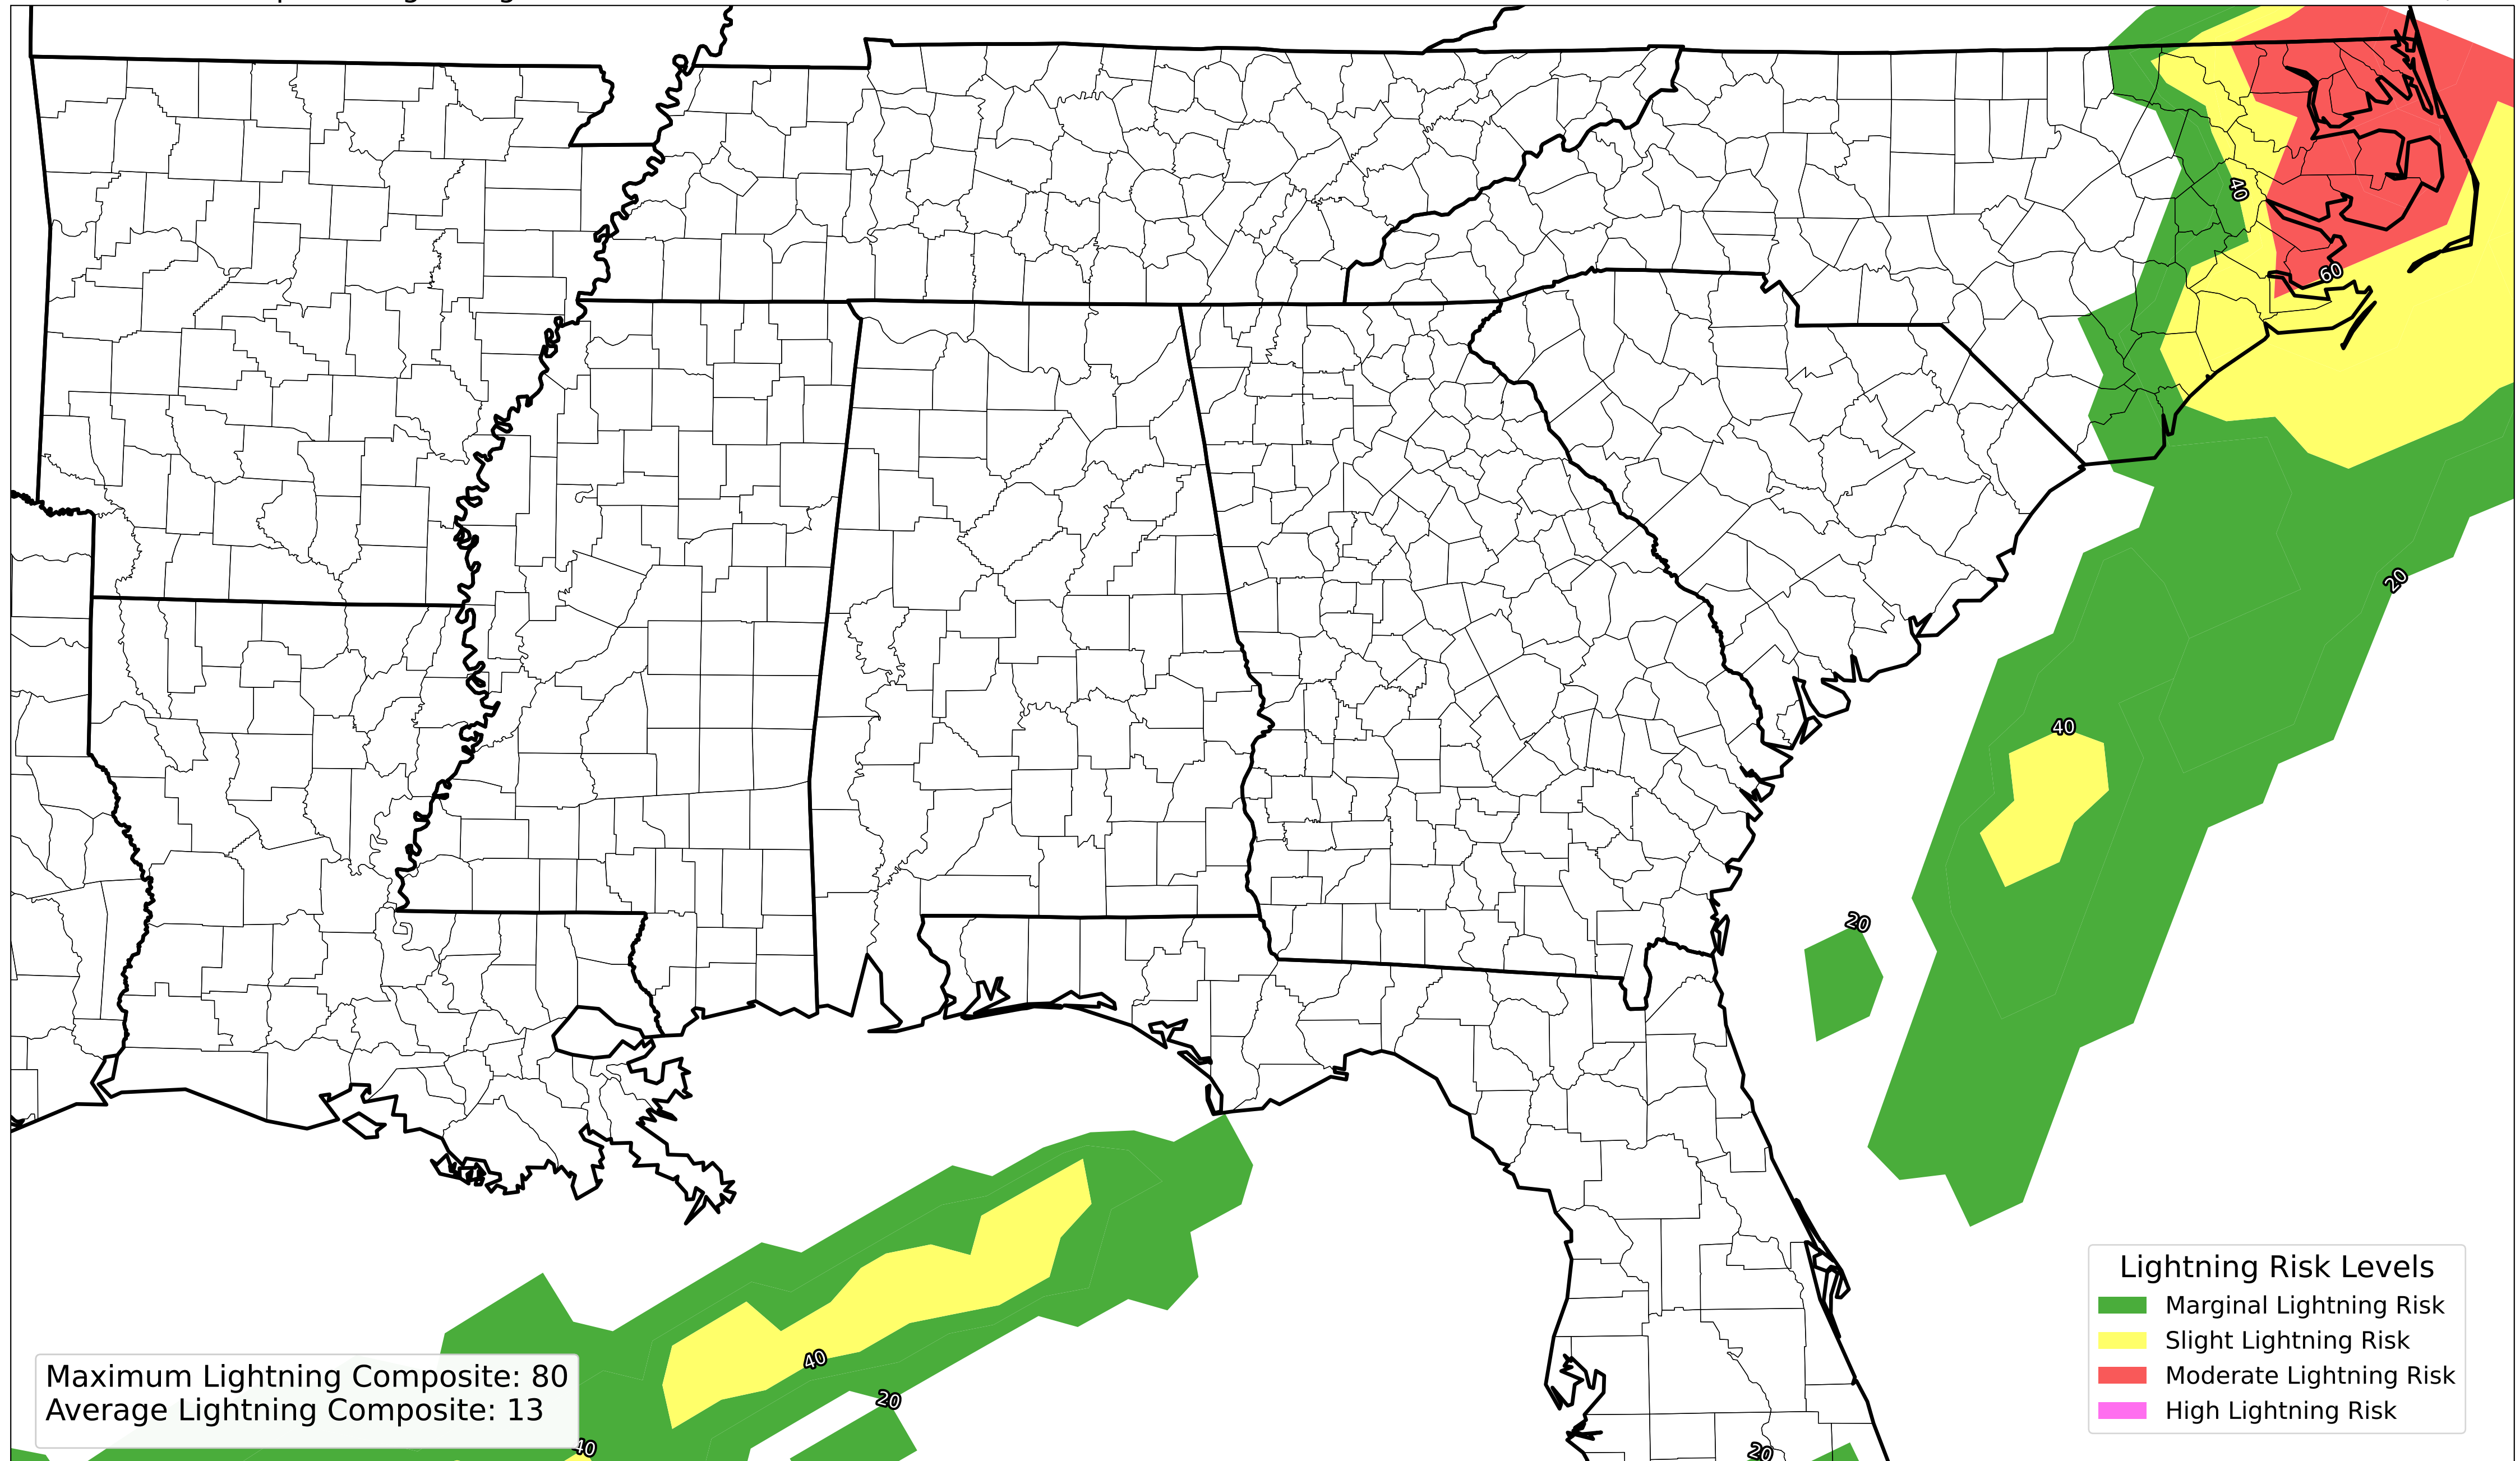 40
60
20
40
20
40
20
40
20
Maximum Lightning Composite: 80
Average Lightning Composite: 13
Lightning Risk Levels
Marginal Lightning Risk
Slight Lightning Risk
Moderate Lightning Risk
High Lightning Risk